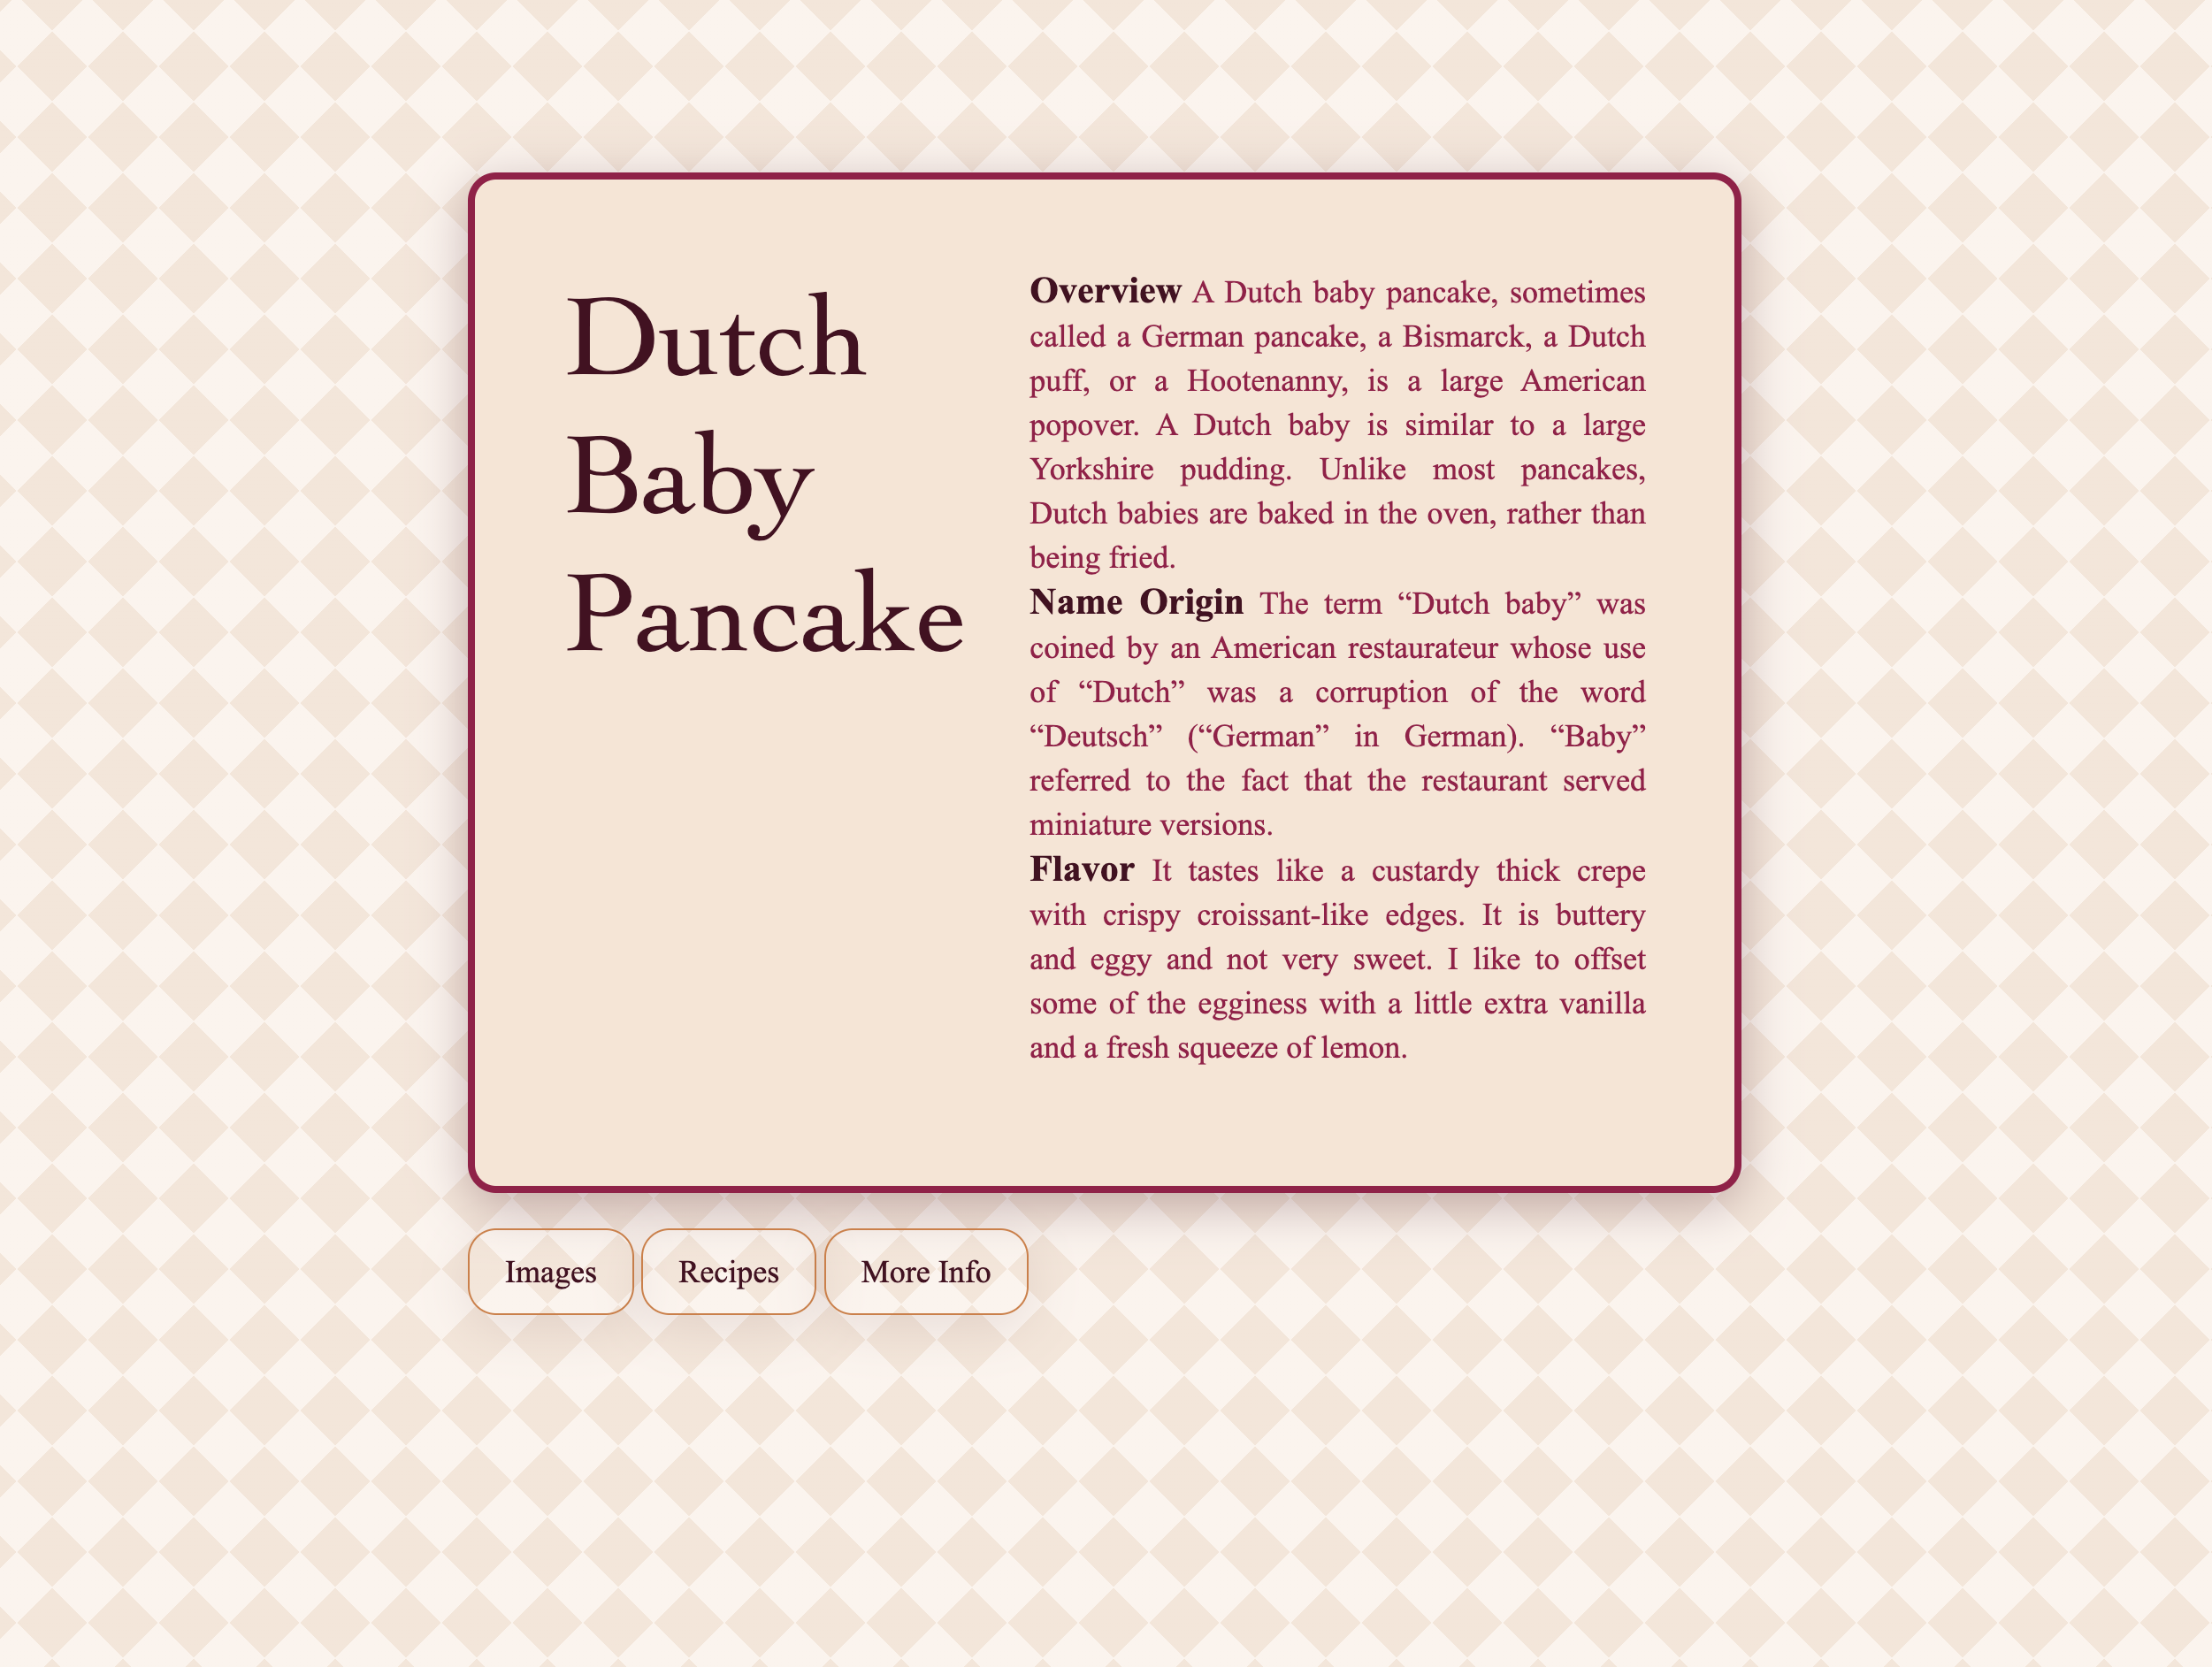 Dutch
Baby
Pancake
Overview A Dutch baby pancake, sometimes
called a German pancake, a Bismarck, a Dutch
puff, or a Hootenanny, is a large American
popover. A Dutch baby is similar to a large
Yorkshire pudding. Unlike most pancakes,
Dutch babies are baked in the oven, rather than
being fried.
Name Origin The term “Dutch baby” was
coined by an American restaurateur whose use
of “Dutch” was a corruption of the word
“Deutsch” (“German” in German). “Baby”
referred to the fact that the restaurant served
miniature versions.
Flavor It tastes like a custardy thick crepe
with crispy croissant-like edges. It is buttery
and eggy and not very sweet. I like to offset
some of the egginess with a little extra vanilla
and a fresh squeeze of lemon.
Images
Recipes
More Info